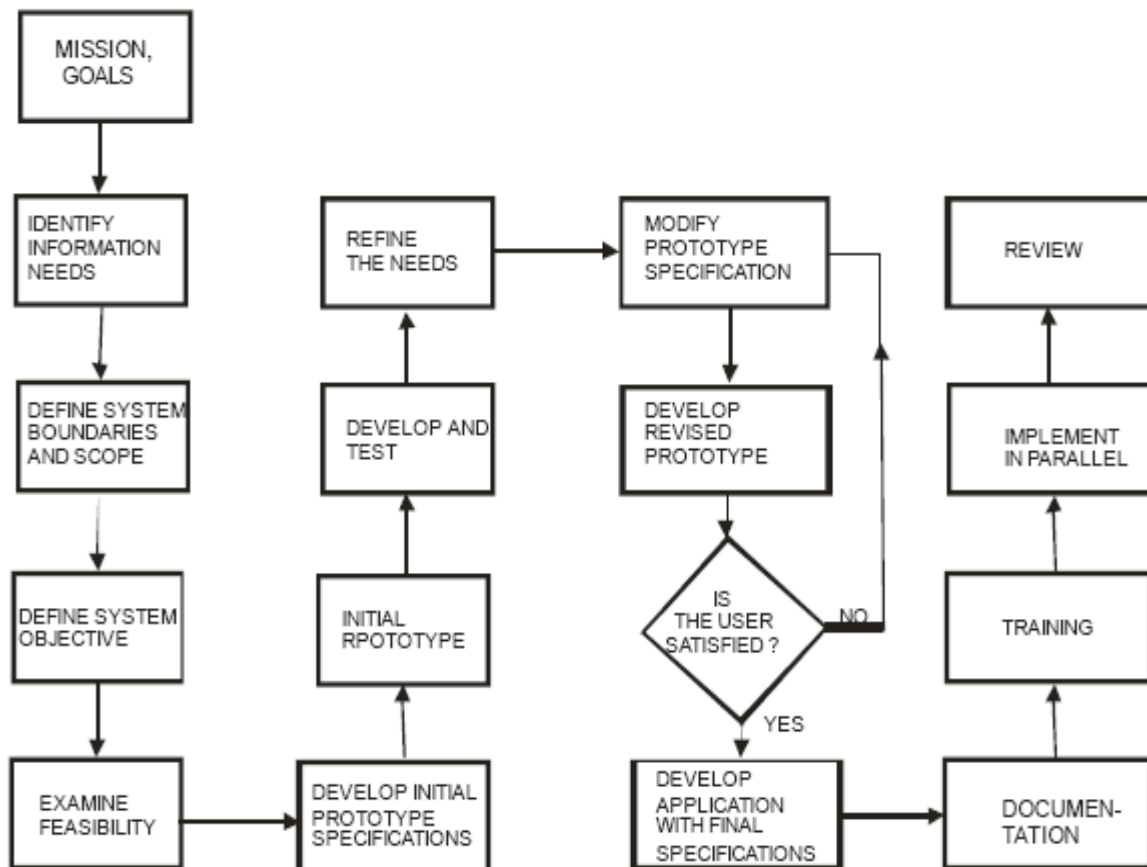 MISSION,
GOALS
IDENTIFY
INFORMATION
NEEDS
DEFINE SYSTEM
BOUNDARIES
AND SCOPE
DEFINE SYSTEM
OBJECTIVE
EXAMINE
FEASIBILITY
DEVELOP INITIAL
PROTOTYPE
SPECIFICATIONS
INITIAL
RPOTOTYPE
DEVELOP AND
TEST
REFINE
THE NEEDS
MODIFY
PROTOTYPE
SPECIFICATION
DEVELOP
REVISED
PROTOTYPE
IS
THE USER
SATISFIED ?
NO
YES
DEVELOP
APPLICATION
WITH FINAL
SPECIFICATIONS
DOCUMEN-
TATION
TRAINING
IMPLEMENT
IN PARALLEL
REVIEW